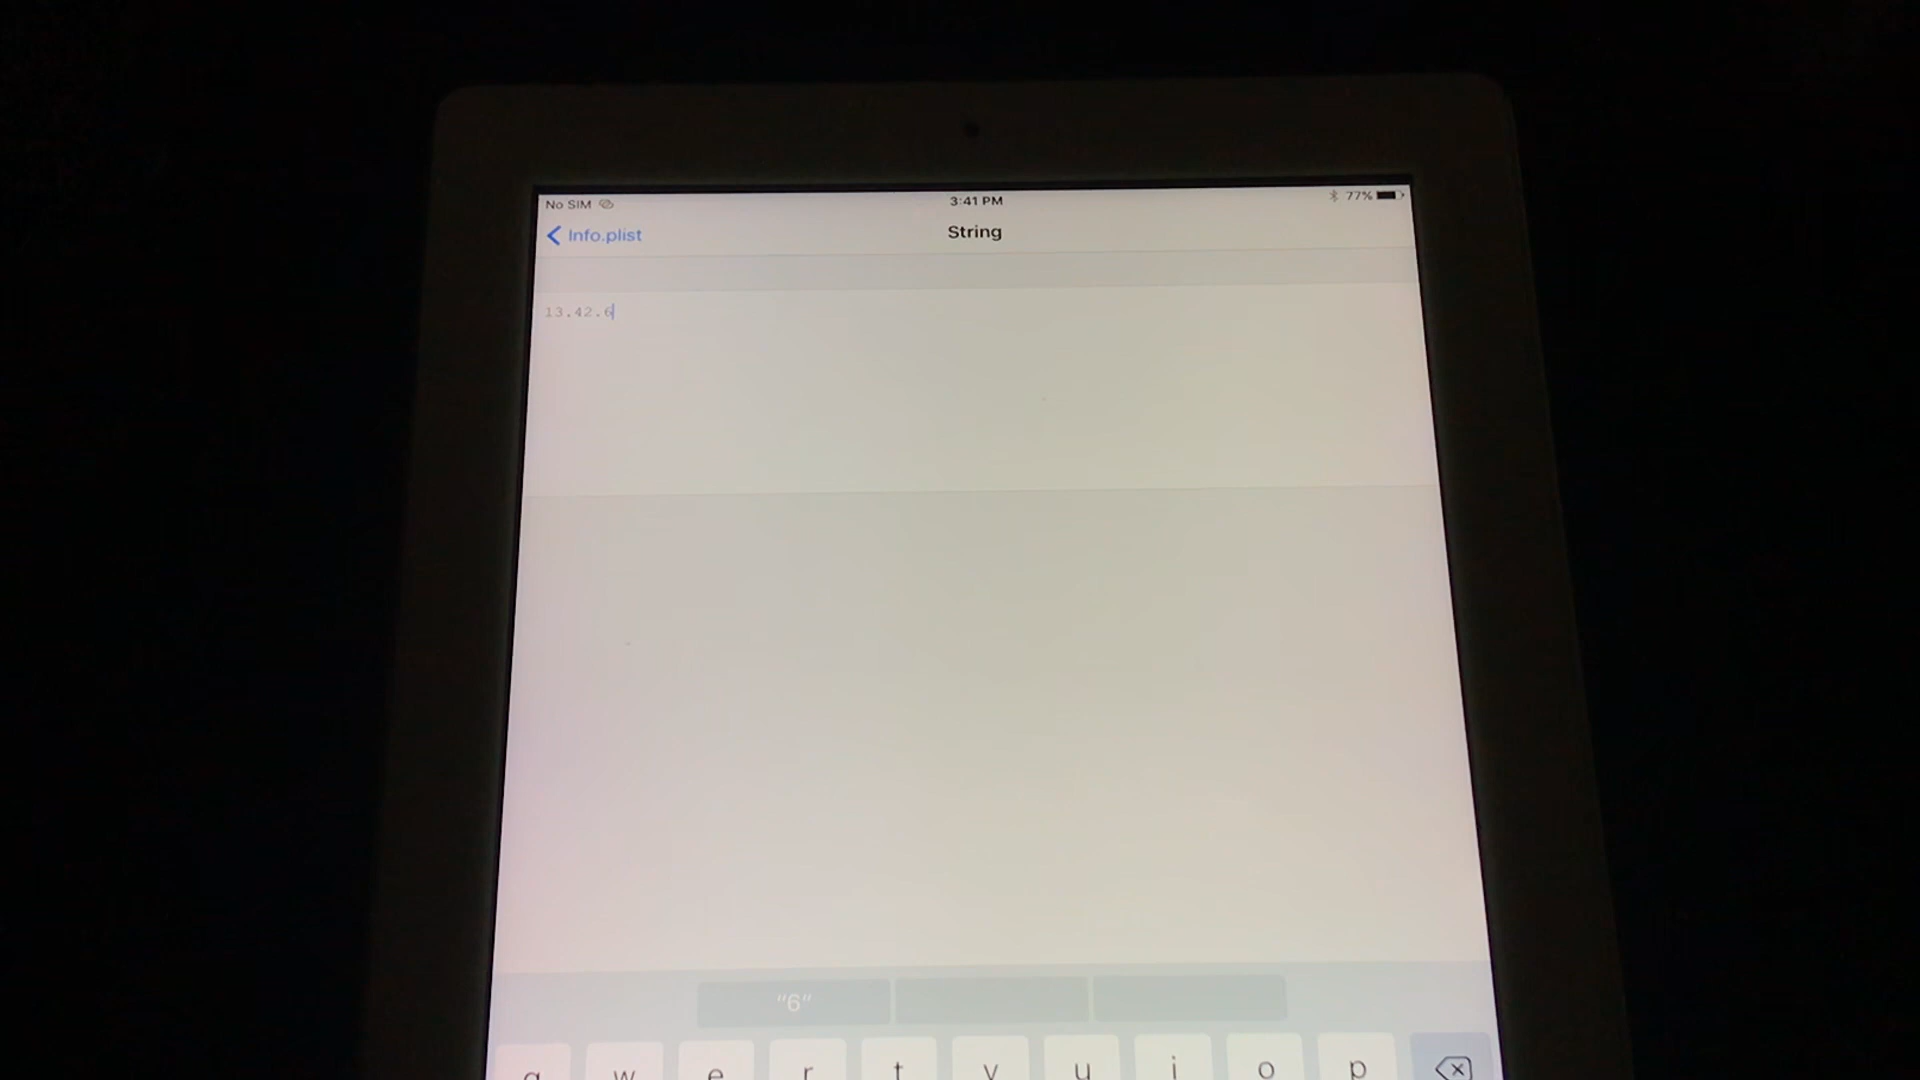 No SIM
3:41 PM
77%
Info.plist
String
13.42.6
"6"
q w e r t y u i o p